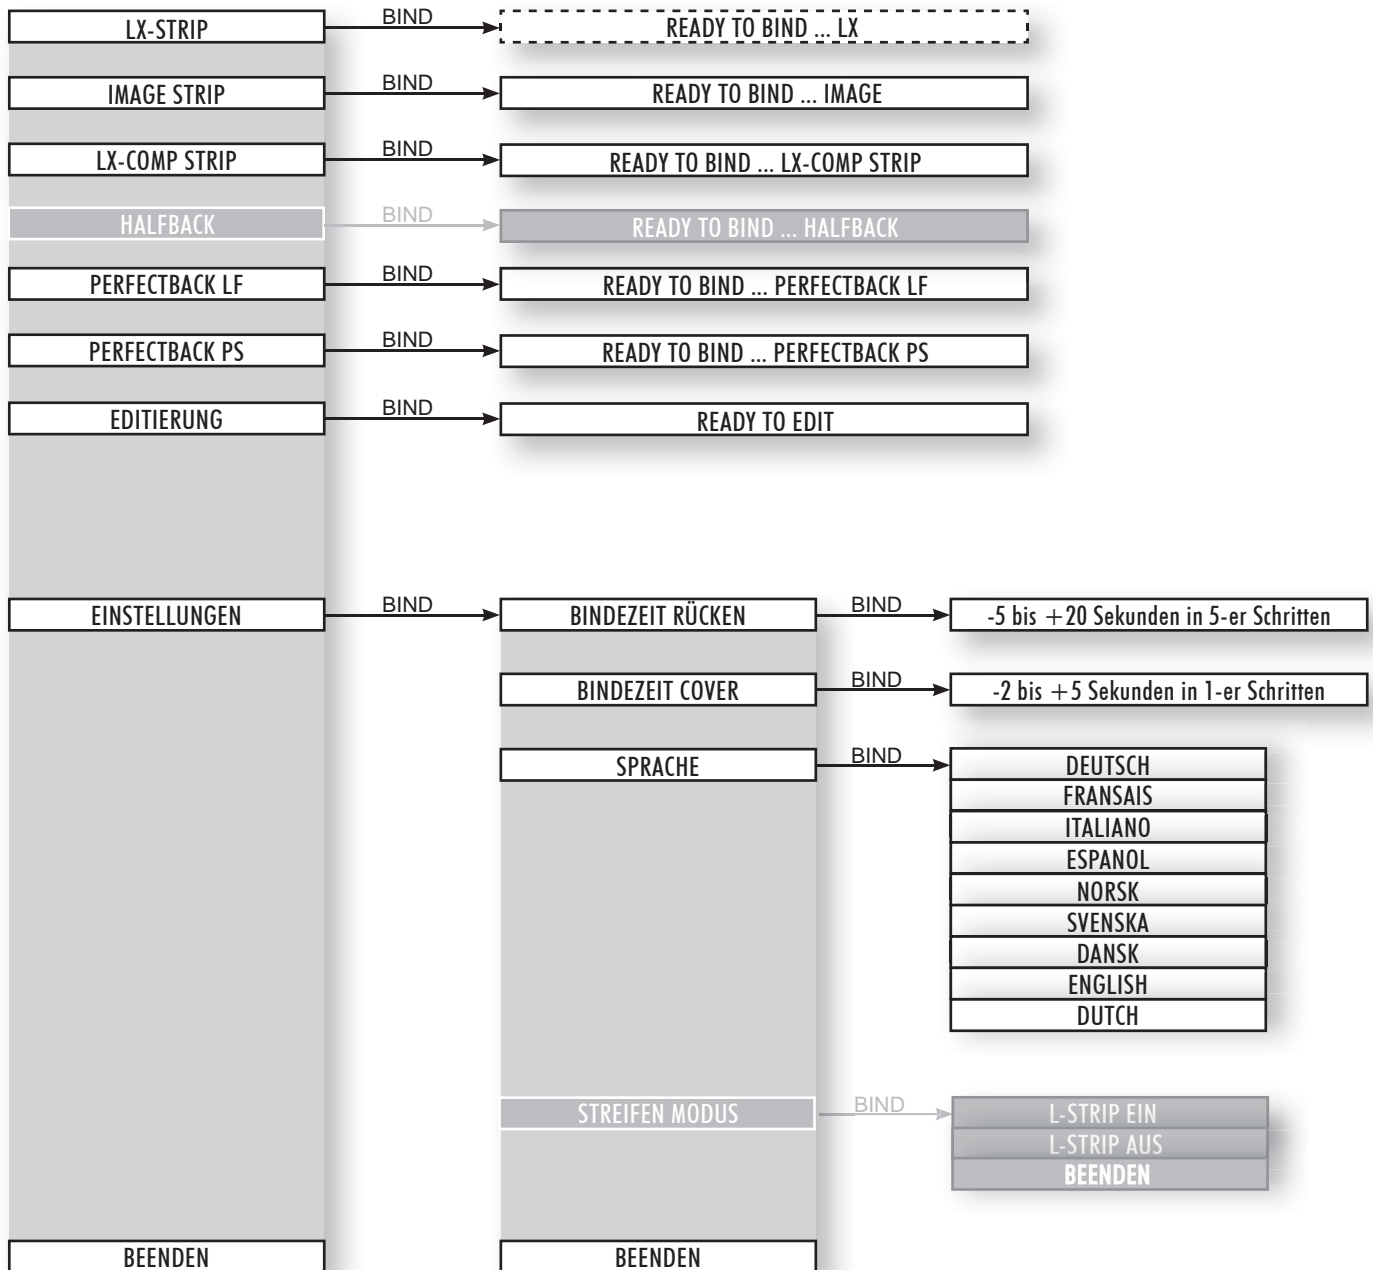 LX-STRIP BIND READY TO BIND ... LX
IMAGE STRIP BIND READY TO BIND ... IMAGE
LX-COMP STRIP BIND READY TO BIND ... LX-COMP STRIP
HALFBACK BIND READY TO BIND ... HALFBACK
PERFECTBACK LF BIND READY TO BIND ... PERFECTBACK LF
PERFECTBACK PS BIND READY TO BIND ... PERFECTBACK PS
EDITIERUNG BIND READY TO EDIT
EINSTELLUNGEN BIND BINDEZEIT RÜCKEN BIND -5 bis +20 Sekunden in 5-er Schritten
BINDEZEIT COVER BIND -2 bis +5 Sekunden in 1-er Schritten
SPRACHE BIND DEUTSCH
FRANSAIS
ITALIANO
ESPANOL
NORSK
SVENSKA
DANSK
ENGLISH
DUTCH
STREIFEN MODUS BIND L-STRIP EIN
L-STRIP AUS
BEENDEN
BEENDEN BEENDEN